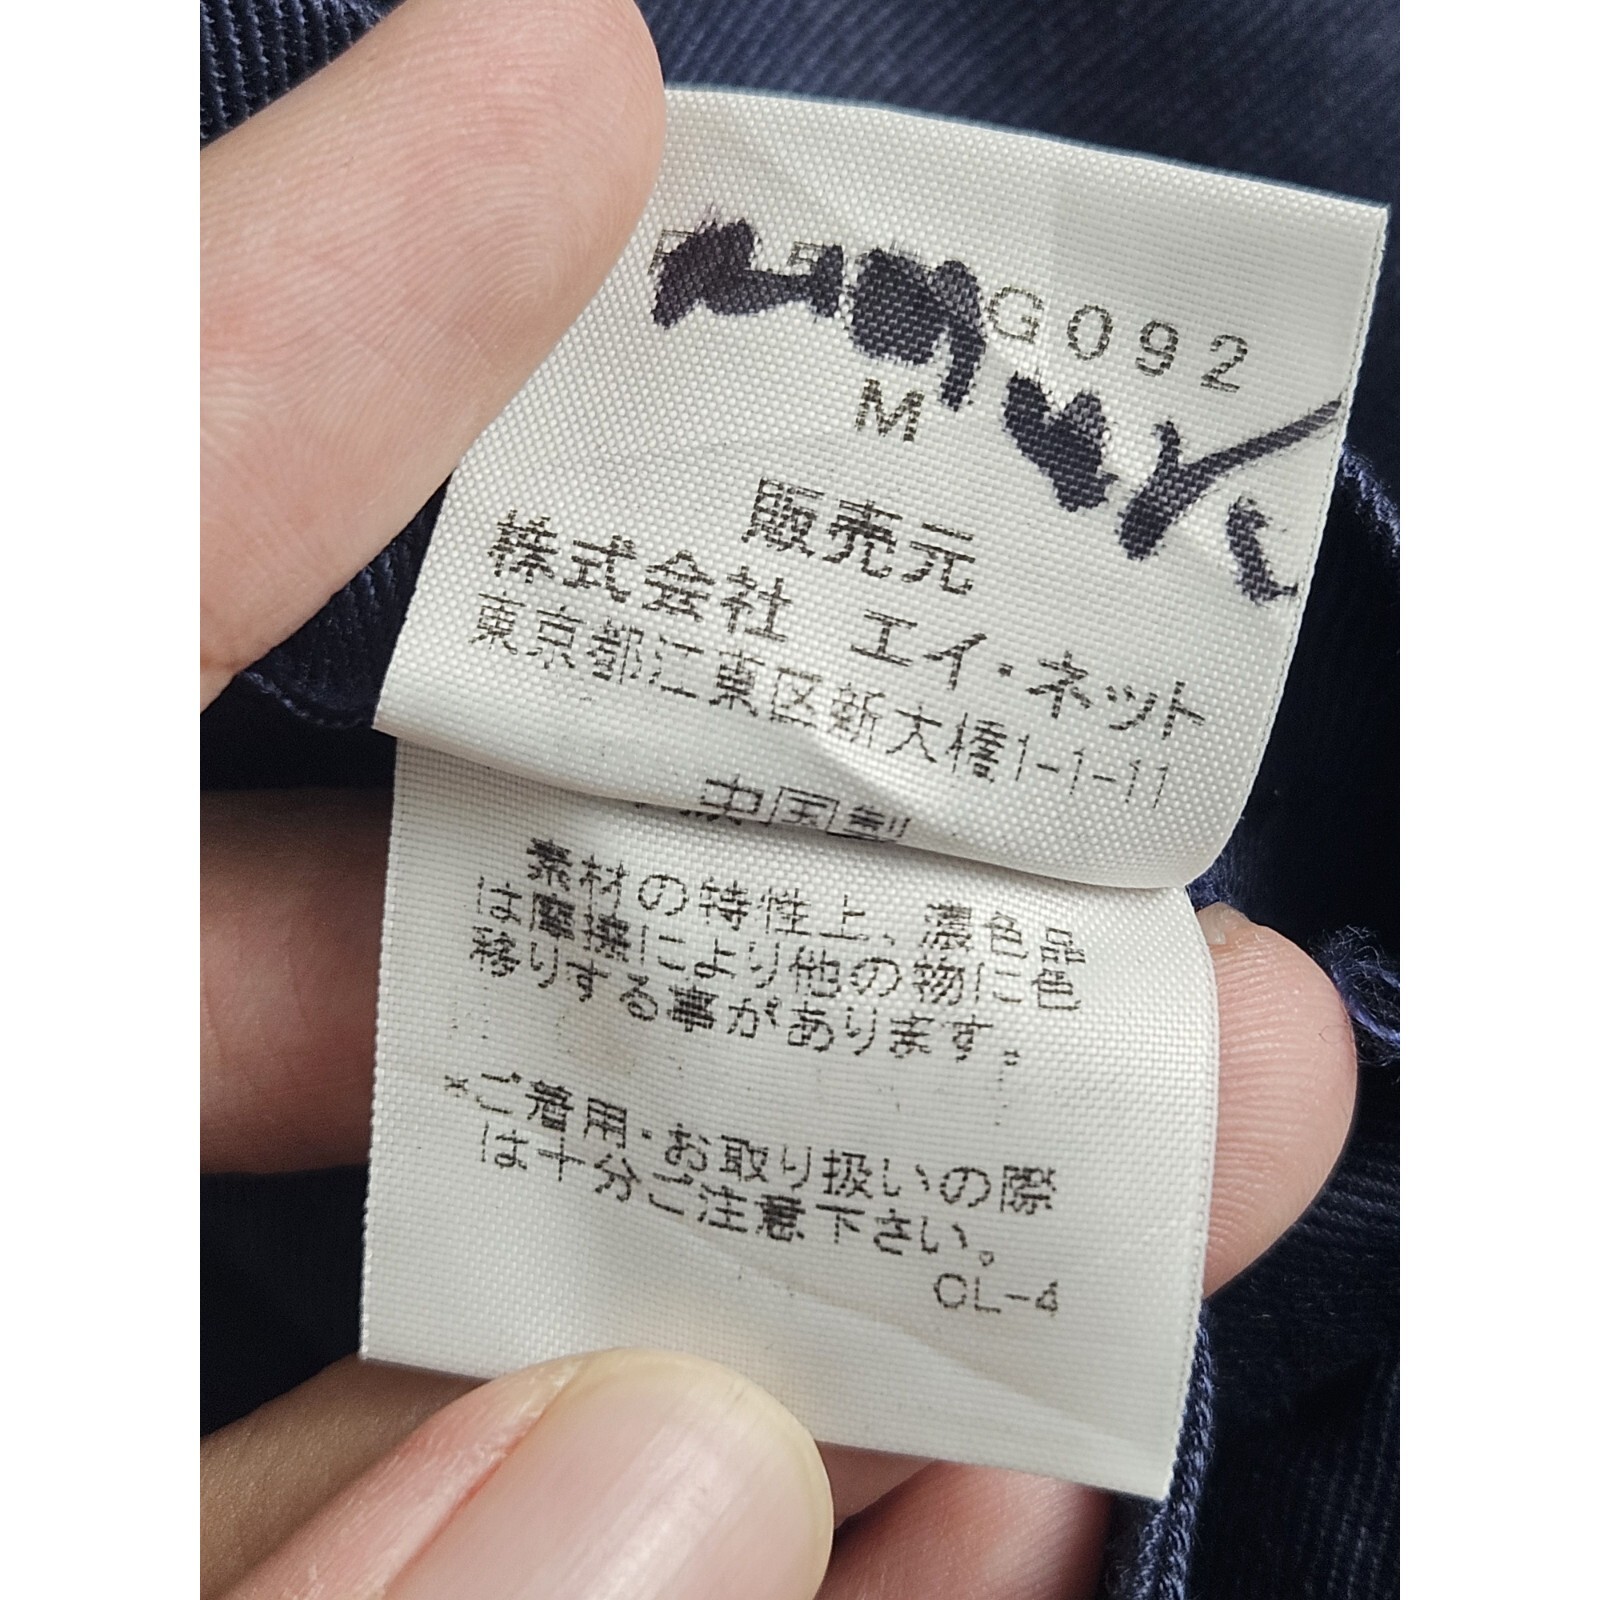 G092
M
販売元
株式会社 エイ・ネット
東京都江東区新大橋1-1-11
中国製
素材の特性上、濃色品
は摩擦により他の物に色
移りする事があります。
*ご着用・お取り扱いの際
は十分ご注意下さい。
CL-4